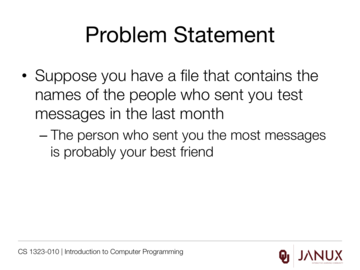 Problem Statement
• Suppose you have a file that contains the
names of the people who sent you test
messages in the last month
– The person who sent you the most messages
is probably your best friend
CS 1323-010 | Introduction to Computer Programming
JANUX